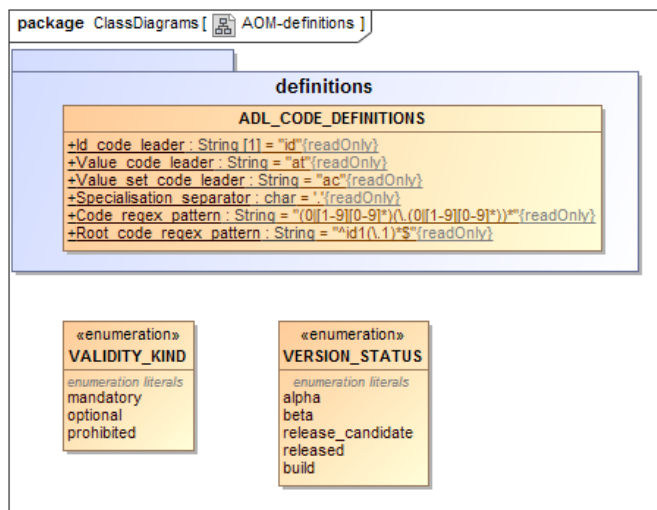 package ClassDiagrams [ AOM-definitions ]
definitions
ADL_CODE_DEFINITIONS
+Id_code_leader : String [1] = "id"{readOnly}
+Value_code_leader : String = "at"{readOnly}
+Value_set_code_leader : String = "ac"{readOnly}
+Specialisation_separator : char = '.'{readOnly}
+Code_regex_pattern : String = "(0|[1-9][0-9]*)(\.(0|[1-9][0-9]*))*"{readOnly}
+Root_code_regex_pattern : String = "^id1(\.1)*$"{readOnly}
«enumeration»
VALIDITY_KIND
enumeration literals
mandatory
optional
prohibited
«enumeration»
VERSION_STATUS
enumeration literals
alpha
beta
release_candidate
released
build